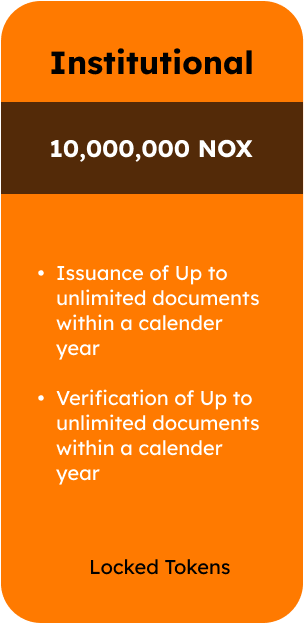 Institutional
10,000,000 NOX
• Issuance of Up to
unlimited documents
within a calender
year
• Verification of Up to
unlimited documents
within a calender
year
Locked Tokens